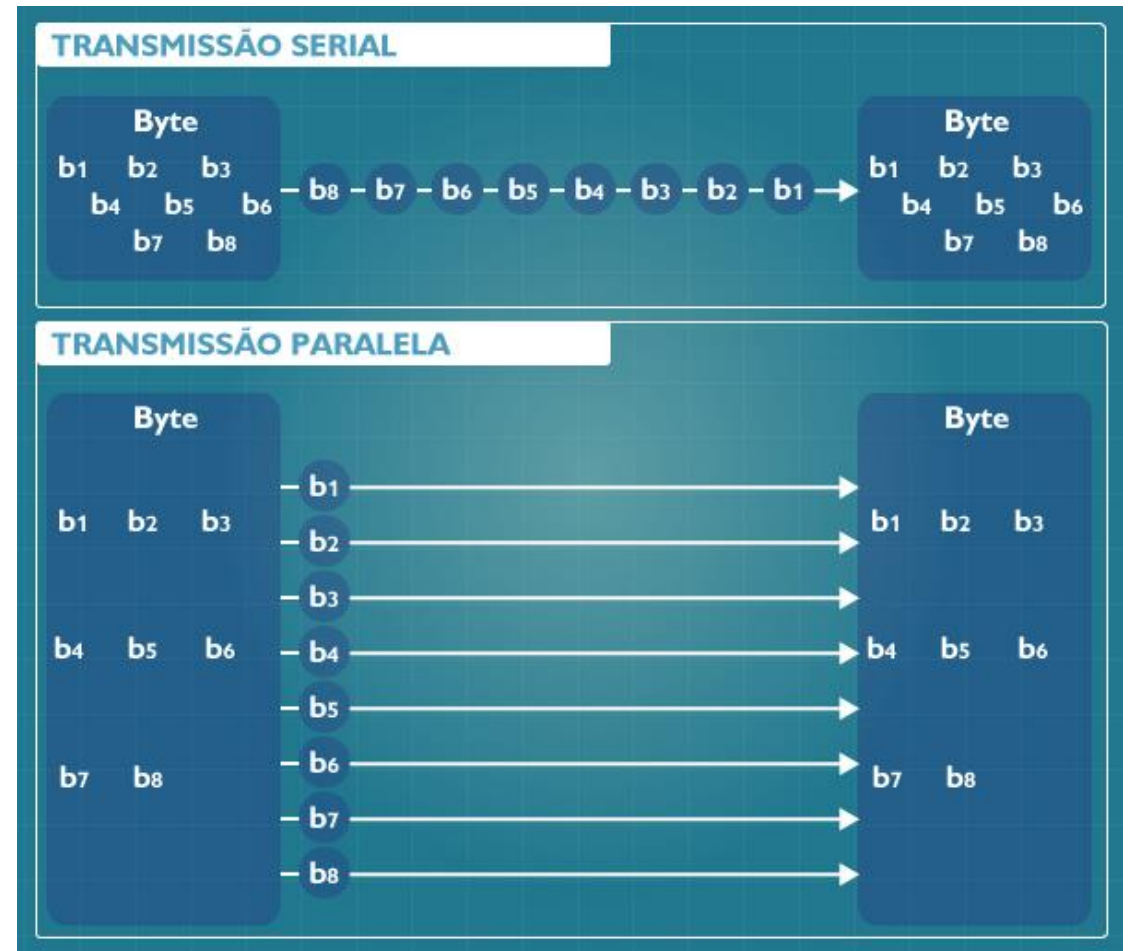 TRANSMISSÃO SERIAL
Byte
b1 b2 b3
b4 b5 b6
b7 b8
b8 b7 b6 b5 b4 b3 b2 b1
Byte
b1 b2 b3
b4 b5 b6
b7 b8
TRANSMISSÃO PARALELA
Byte
b1 b2 b3
b4 b5 b6
b7 b8
b1
b2
b3
b4
b5
b6
b7
b8
Byte
b1 b2 b3
b4 b5 b6
b7 b8